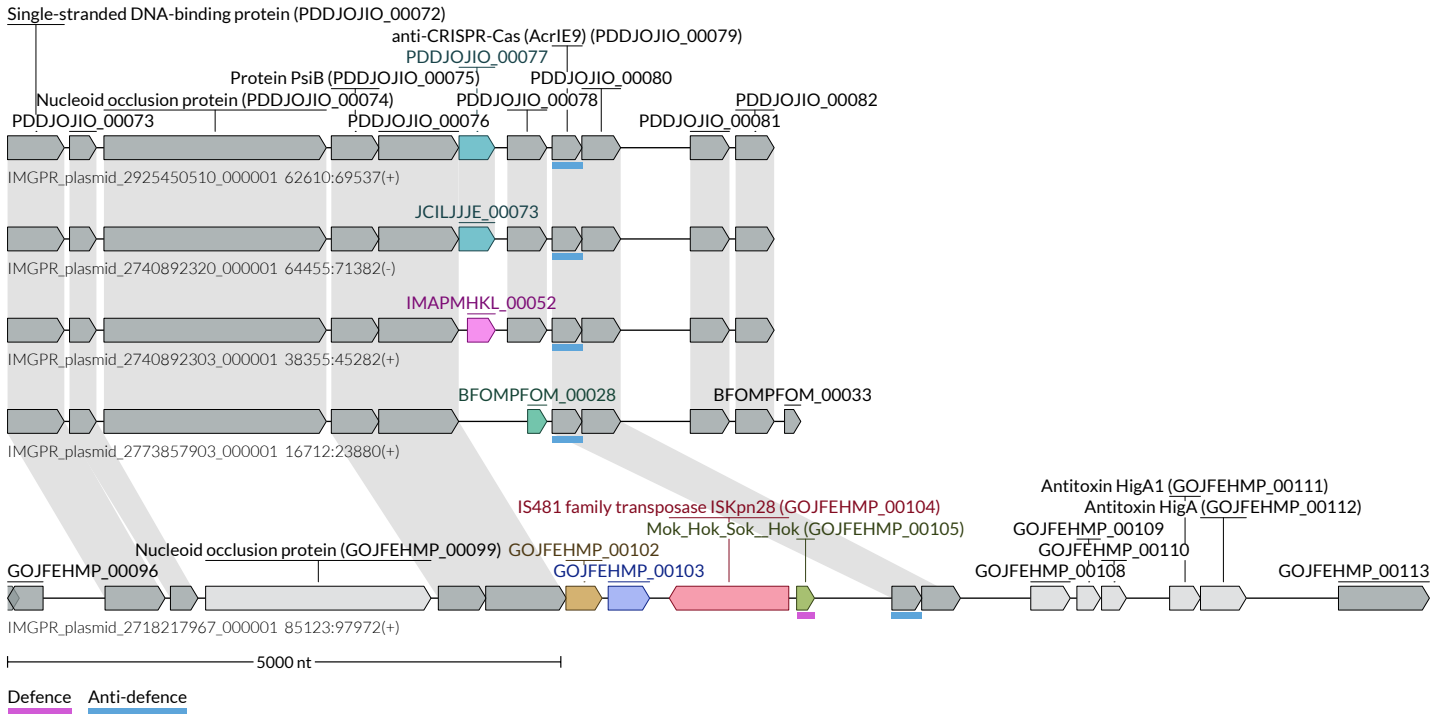 Single-stranded DNA-binding protein (PDDJOJIO_00072)
anti-CRISPR-Cas (AcrIE9) (PDDJOJIO_00079)
PDDJOJIO_00077
Protein PsiB (PDDJOJIO_00075) PDDJOJIO_00080
Nucleoid occlusion protein (PDDJOJIO_00074) PDDJOJIO_00078 PDDJOJIO_00082
PDDJOJIO_00073 PDDJOJIO_00076 PDDJOJIO_00081
IMGPR_plasmid_2925450510_000001 62610:69537(+)
JCILJJJE_00073
IMGPR_plasmid_2740892320_000001 64455:71382(-)
IMAPMHKL_00052
IMGPR_plasmid_2740892303_000001 38355:45282(+)
BFOMPFOM_00028 BFOMPFOM_00033
IMGPR_plasmid_2773857903_000001 16712:23880(+)
Antitoxin HigA1 (GOJFEHMP_00111)
IS481 family transposase ISKpn28 (GOJFEHMP_00104) Antitoxin HigA (GOJFEHMP_00112)
Mok_Hok_Sok__Hok (GOJFEHMP_00105) GOJFEHMP_00109
Nucleoid occlusion protein (GOJFEHMP_00099) GOJFEHMP_00102 GOJFEHMP_00110
GOJFEHMP_00096 GOJFEHMP_00103 GOJFEHMP_00108 GOJFEHMP_00113
IMGPR_plasmid_2718217967_000001 85123:97972(+)
5000 nt
Defence Anti-defence